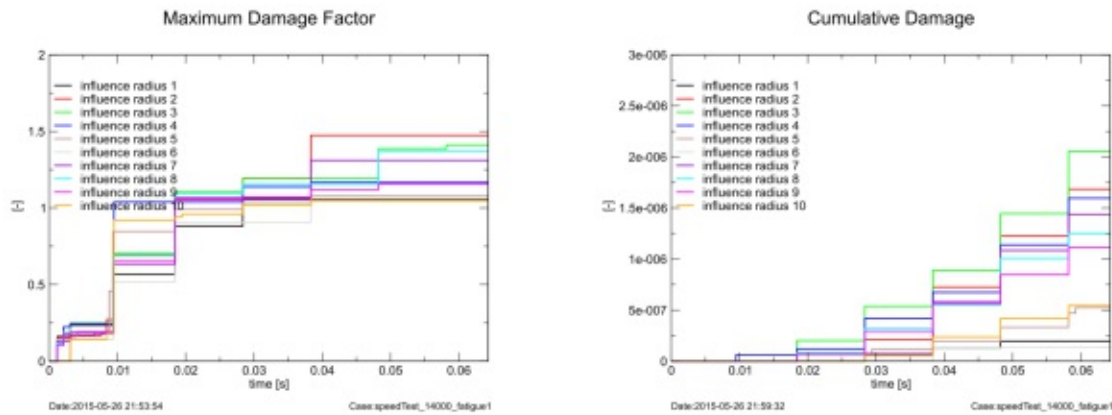 Maximum Damage Factor
2
1.5
1
0.5
0
[-]
influence radius 1
influence radius 2
influence radius 3
influence radius 4
influence radius 5
influence radius 6
influence radius 7
influence radius 8
influence radius 9
influence radius 10
0 0.01 0.02 0.03 0.04 0.05 0.06
time [s]
Date:2015-05-26 21:53:54 Case:speedTest_14000_fatigue1
Cumulative Damage
3e-006
2.5e-006
2e-006
1.5e-006
1e-006
5e-007
0
[-]
influence radius 1
influence radius 2
influence radius 3
influence radius 4
influence radius 5
influence radius 6
influence radius 7
influence radius 8
influence radius 9
influence radius 10
0 0.01 0.02 0.03 0.04 0.05 0.06
time [s]
Date:2015-05-26 21:59:32 Case:speedTest_14000_fatigue1